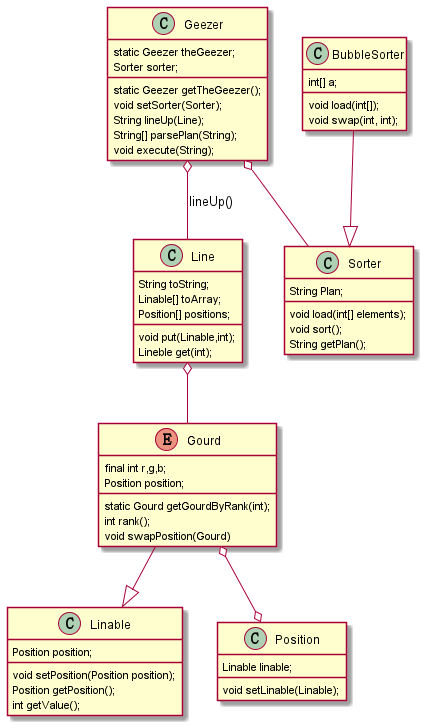 C Geezer
static Geezer theGeezer;
Sorter sorter;
static Geezer getTheGeezer();
void setSorter(Sorter);
String lineUp(Line);
String[] parsePlan(String);
void execute(String);
C BubbleSorter
int[] a;
void load(int[]);
void swap(int, int);
lineUp()
C Line
String toString;
Linable[] toArray;
Position[] positions;
void put(Linable,int);
Lineble get(int);
C Sorter
String Plan;
void load(int[] elements);
void sort();
String getPlan();
E Gourd
final int r,g,b;
Position position;
static Gourd getGourdByRank(int);
int rank();
void swapPosition(Gourd)
C Linable
Position position;
void setPosition(Position position);
Position getPosition();
int getValue();
C Position
Linable linable;
void setLinable(Linable);